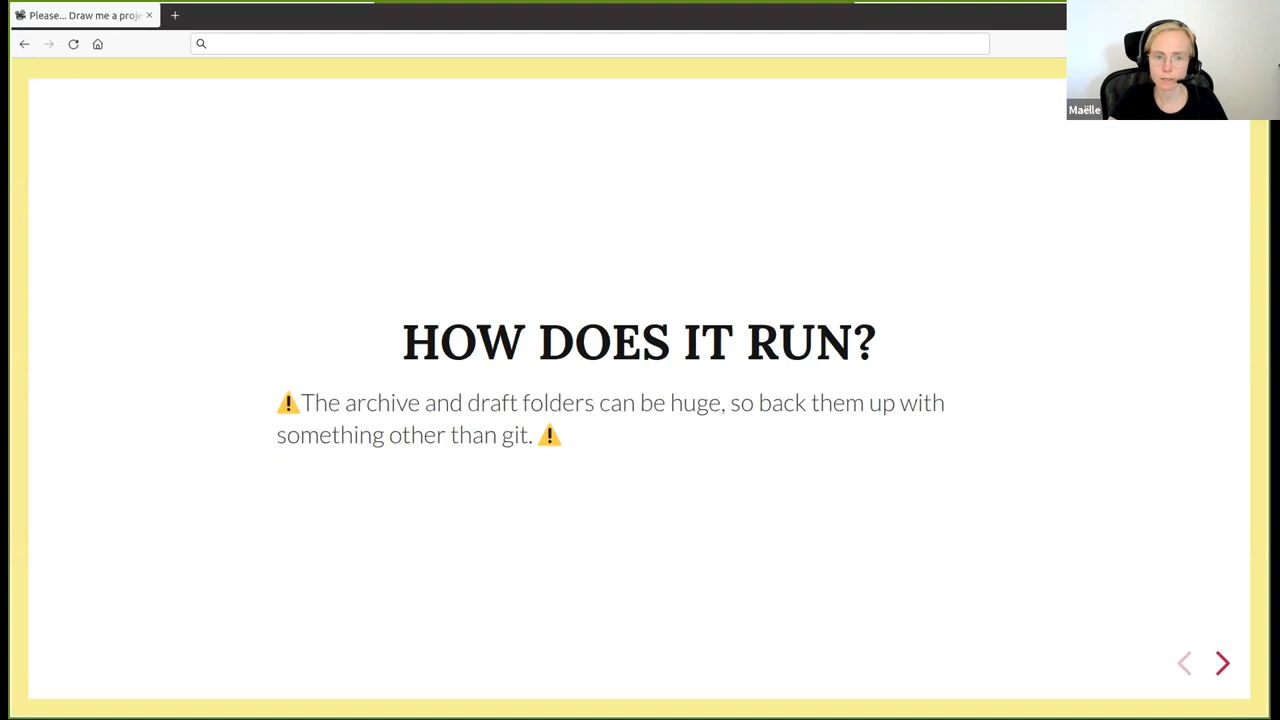 Please... Draw me a proje
Maëlle
HOW DOES IT RUN?
⚠️The archive and draft folders can be huge, so back them up with
something other than git. ⚠️